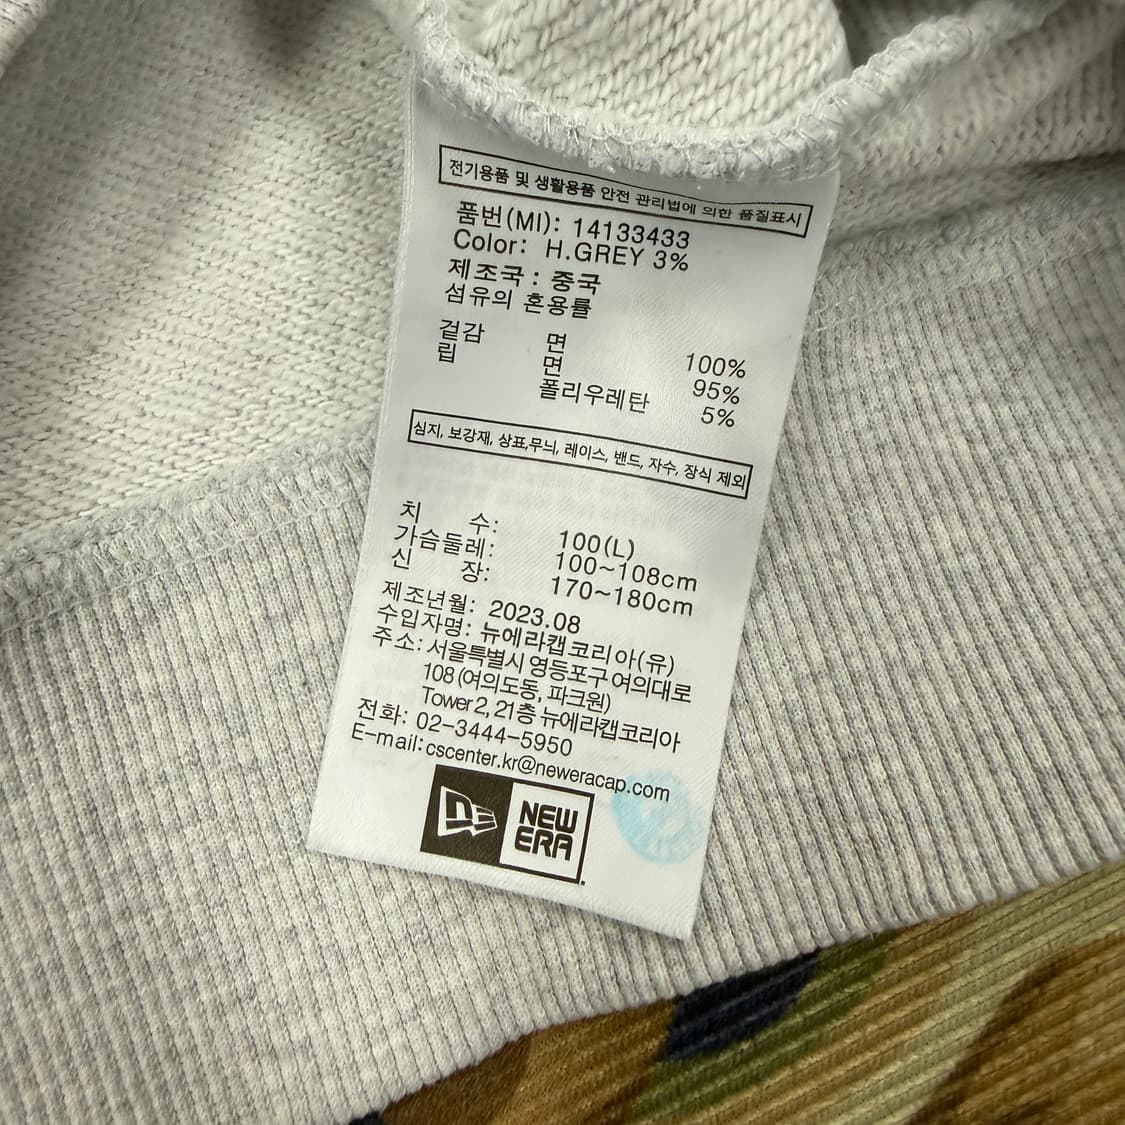 전기용품 및 생활용품 안전 관리법에 의한 품질표시
품번(MI): 14133433
Color: H.GREY 3%
제조국 : 중국
섬유의 혼용률
겉감 면 100%
립 면 95%
폴리우레탄 5%
심지, 보강재, 상표,무늬, 레이스, 밴드, 자수, 장식 제외
치 수: 100(L)
가슴둘레: 100~108cm
신 장: 170~180cm
제조년월: 2023.08
수입자명: 뉴에라캡코리아(유)
주소: 서울특별시 영등포구 여의대로
108 (여의도동, 파크원)
Tower 2, 21층 뉴에라캡코리아
전화: 02-3444-5950
E-mail:cscenter.kr@neweracap.com
NEW
ERA